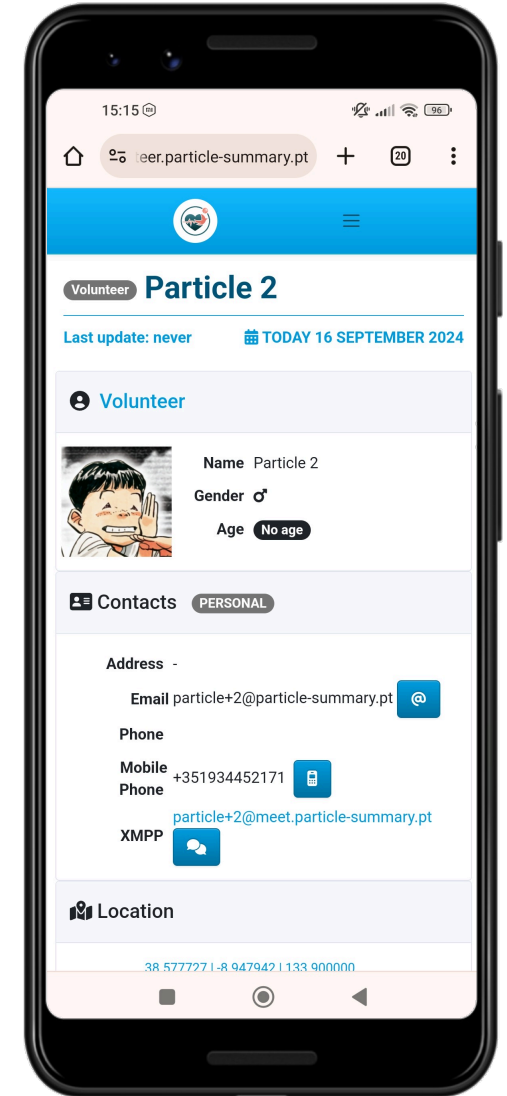 15:15
96
teer.particle-summary.pt
20
Volunteer Particle 2
Last update: never TODAY 16 SEPTEMBER 2024
Volunteer
Name Particle 2
Gender ♂
Age No age
Contacts PERSONAL
Address -
Email particle+2@particle-summary.pt @
Phone
Mobile Phone +351934452171
particle+2@meet.particle-summary.pt
XMPP
Location
38.577727 | -8.947942 | 133.900000